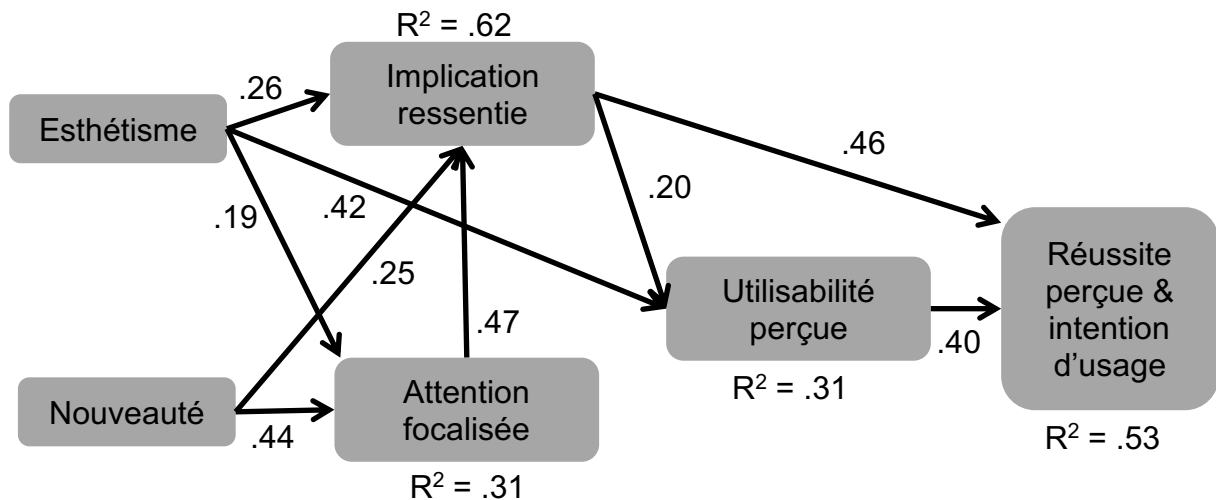 R² = .62
Implication
ressentie
.26
Esthétisme
.46
.20
.19
.42
.25
.47
Utilisabilité
perçue
Réussite
perçue &
intention
d’usage
.40
Nouveauté
.44
Attention
focalisée
R² = .31
R² = .31
R² = .53